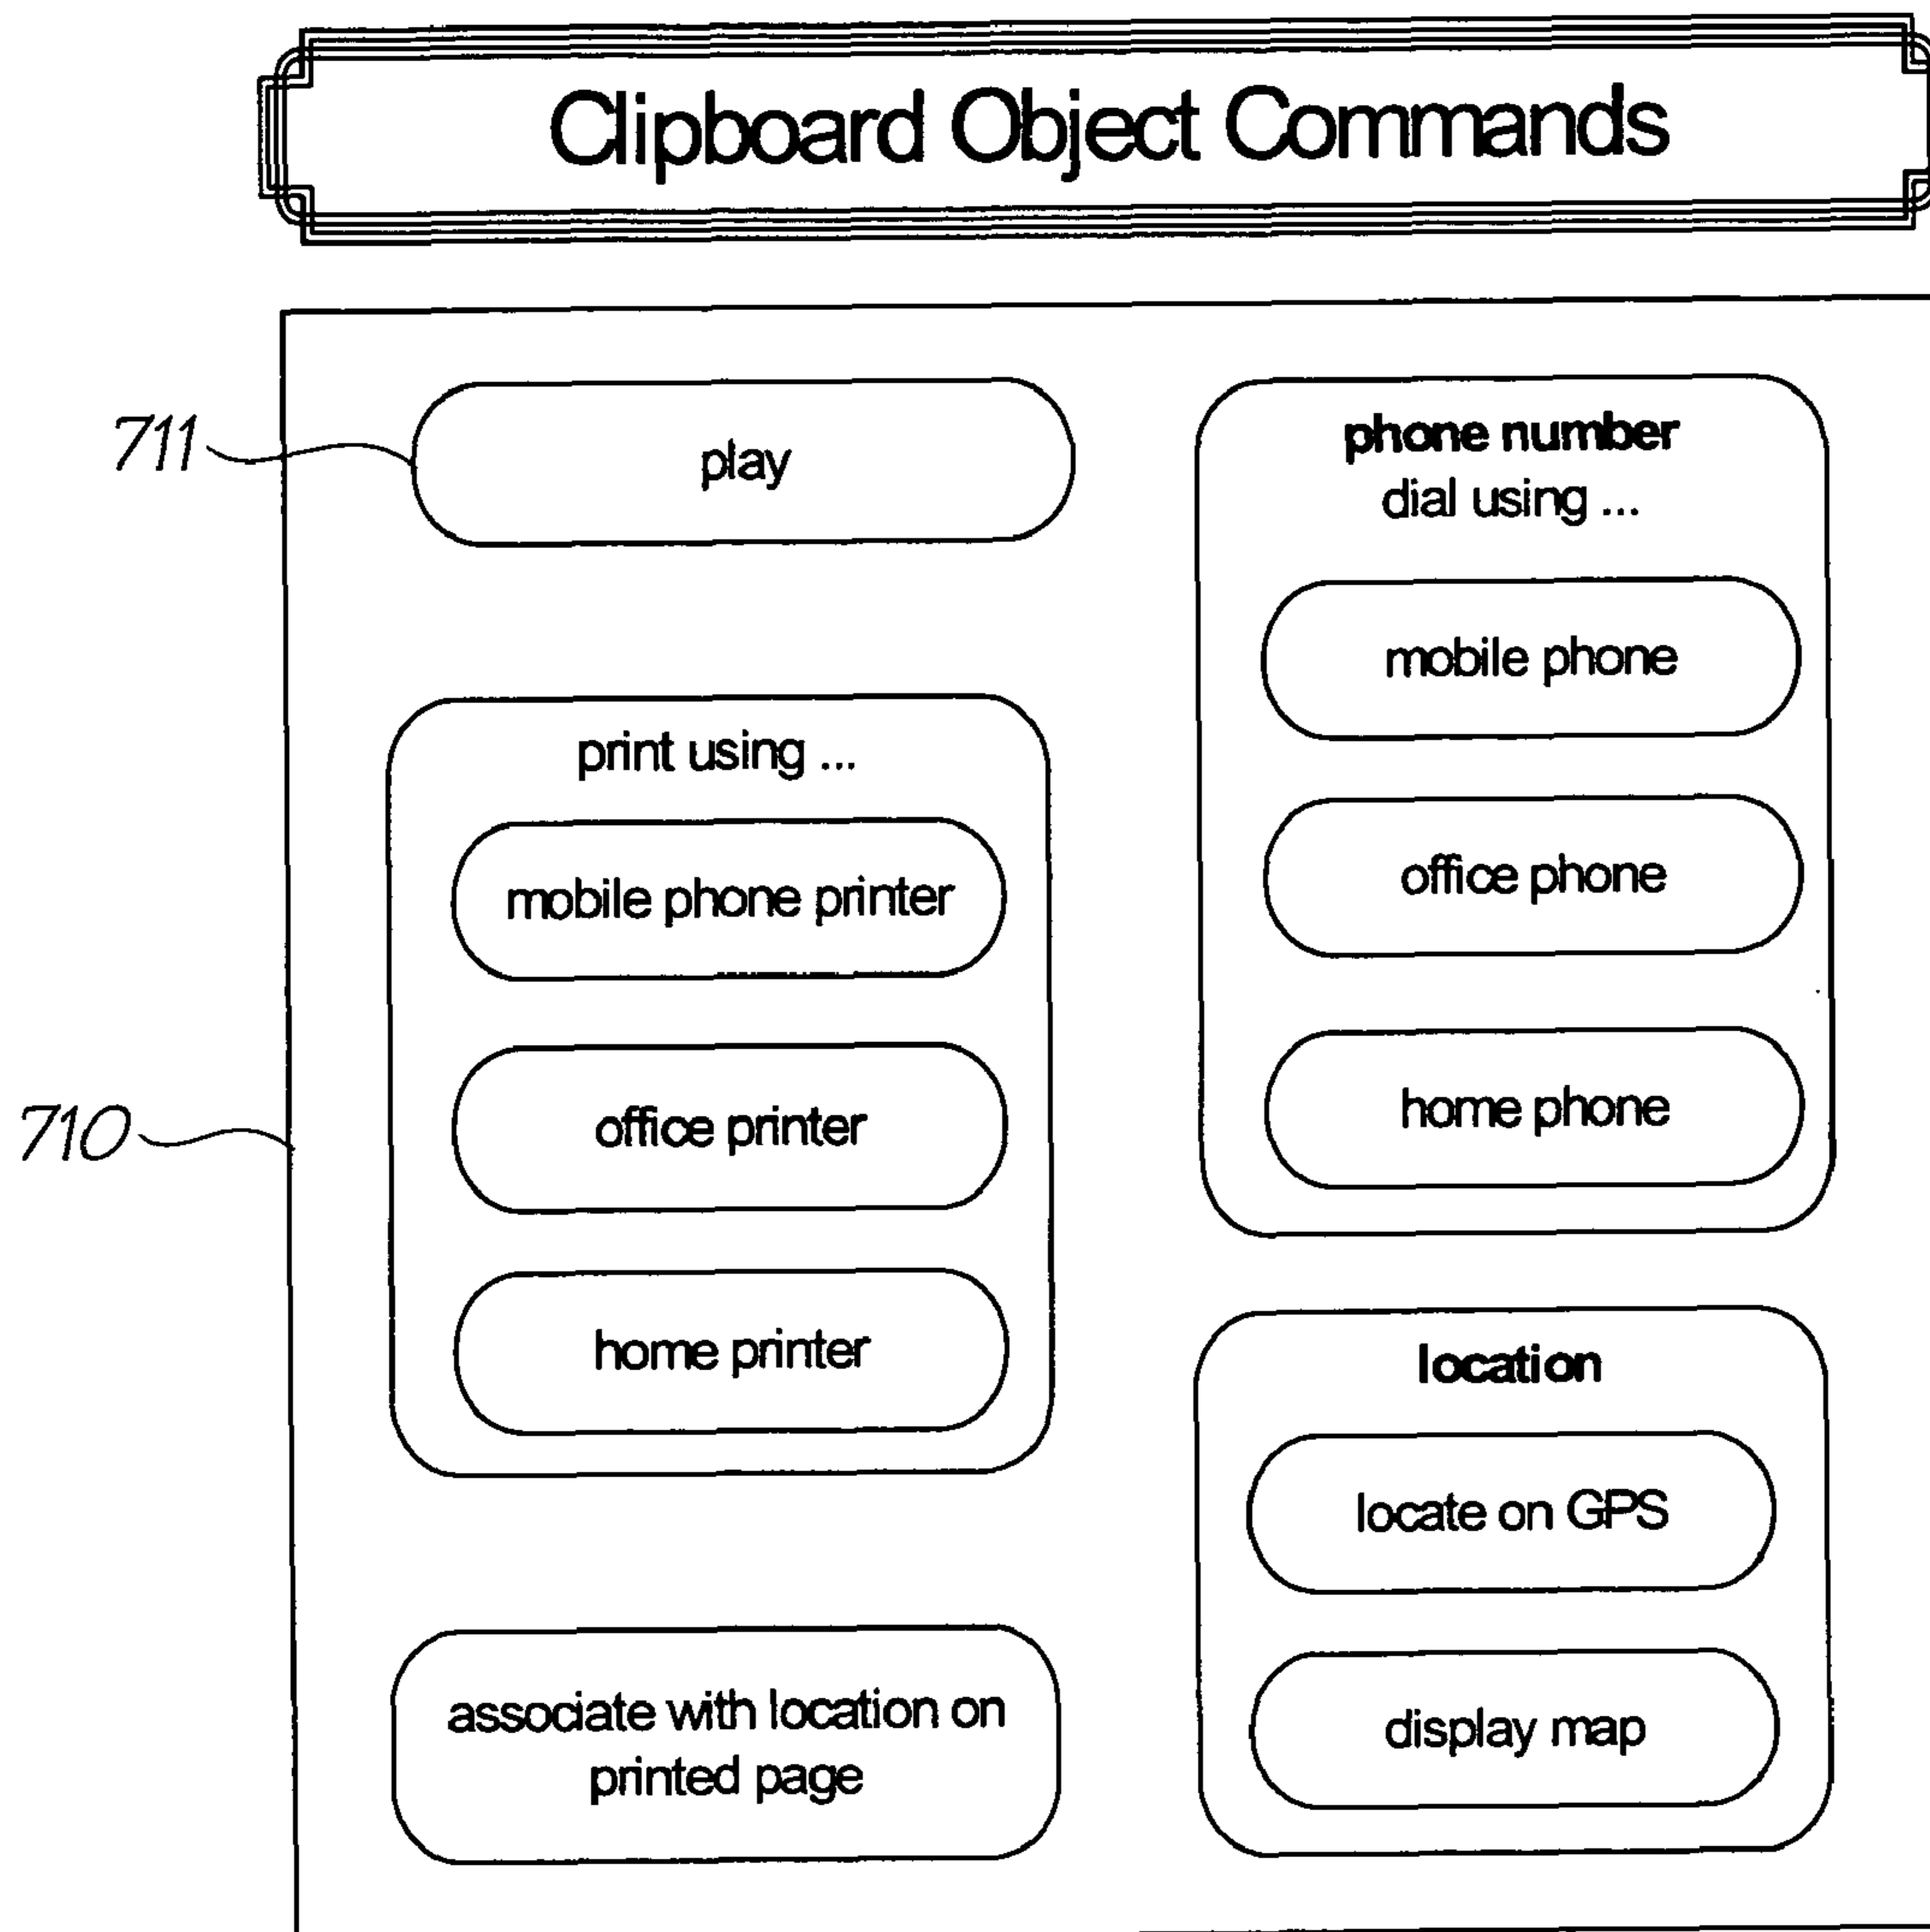 Clipboard Object Commands
711
play
print using ...
mobile phone printer
office printer
home printer
710
associate with location on
printed page
phone number
dial using ...
mobile phone
office phone
home phone
location
locate on GPS
display map